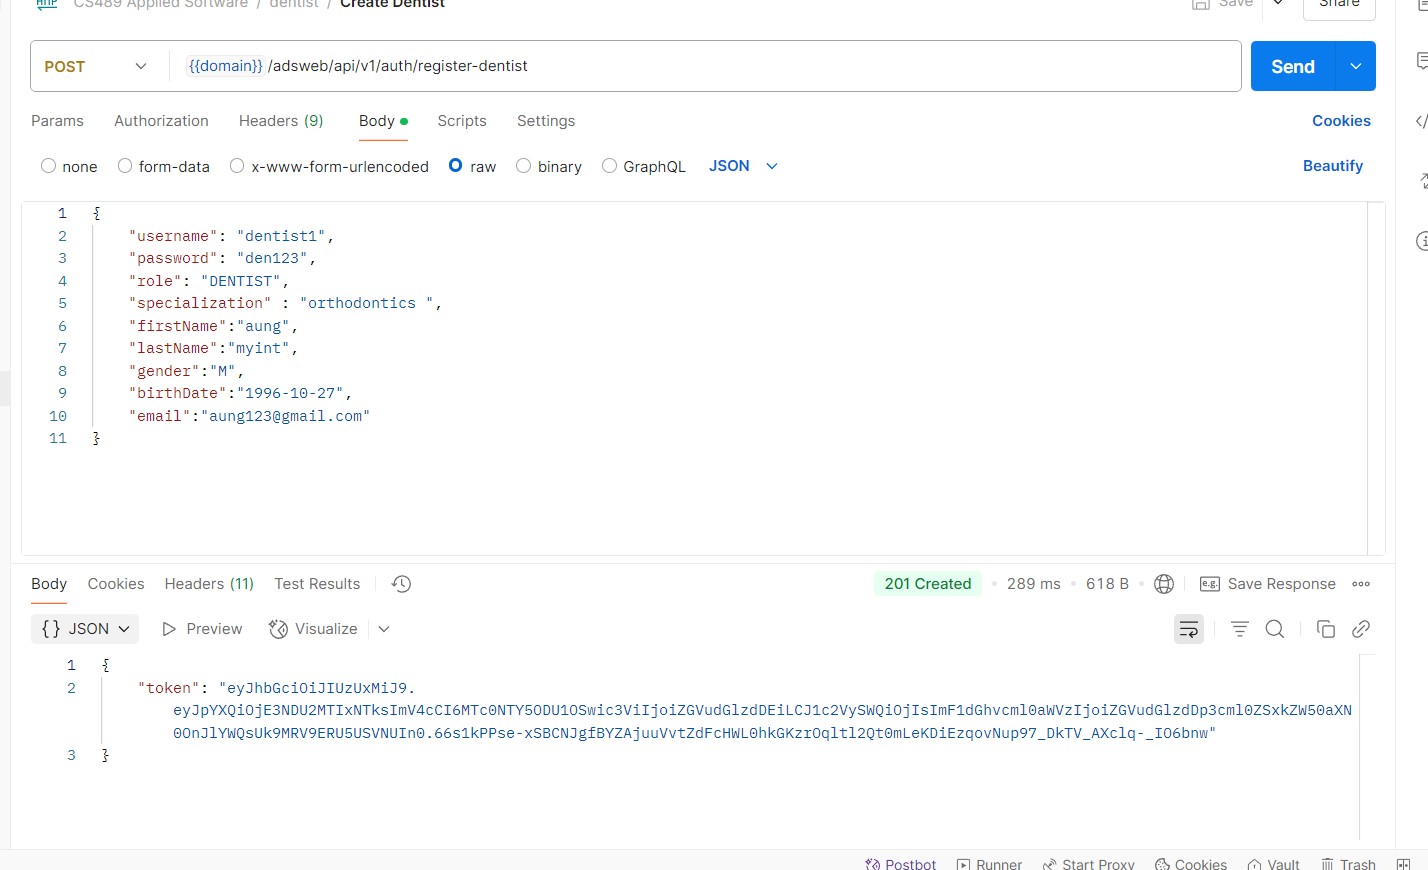 HTTP CS489 Applied Software / dentist / Create Dentist Save Share
POST {{domain}} /adsweb/api/v1/auth/register-dentist Send
Params Authorization Headers (9) Body Scripts Settings Cookies
none form-data x-www-form-urlencoded raw binary GraphQL JSON Beautify
1 {
2 "username": "dentist1",
3 "password": "den123",
4 "role": "DENTIST",
5 "specialization" : "orthodontics ",
6 "firstName":"aung",
7 "lastName":"myint",
8 "gender":"M",
9 "birthDate":"1996-10-27",
10 "email":"aung123@gmail.com"
11 }
Body Cookies Headers (11) Test Results 201 Created 289 ms 618 B e.g. Save Response
{} JSON Preview Visualize
1 {
2 "token": "eyJhbGciOiJIUzUxMiJ9.
eyJpYXQiOjE3NDU2MTIxNTksImV4cCI6MTc0NTY5ODU1OSwic3ViIjoiZGVudGlzdDEiLCJ1c2VySWQiOjIsImF1dGhvcml0aWVzIjoiZGVudGlzdDp3cml0ZSxkZW50aXN
0OnJlYWQsUk9MRV9ERU5USVNUIn0.66s1kPPse-xSBCNJgfBYZAjuuVvtZdFcHWL0hkGKzrOqltl2Qt0mLeKDiEzqovNup97_DkTV_AXclq-_IO6bnw"
3 }
Postbot Runner Start Proxy Cookies Vault Trash